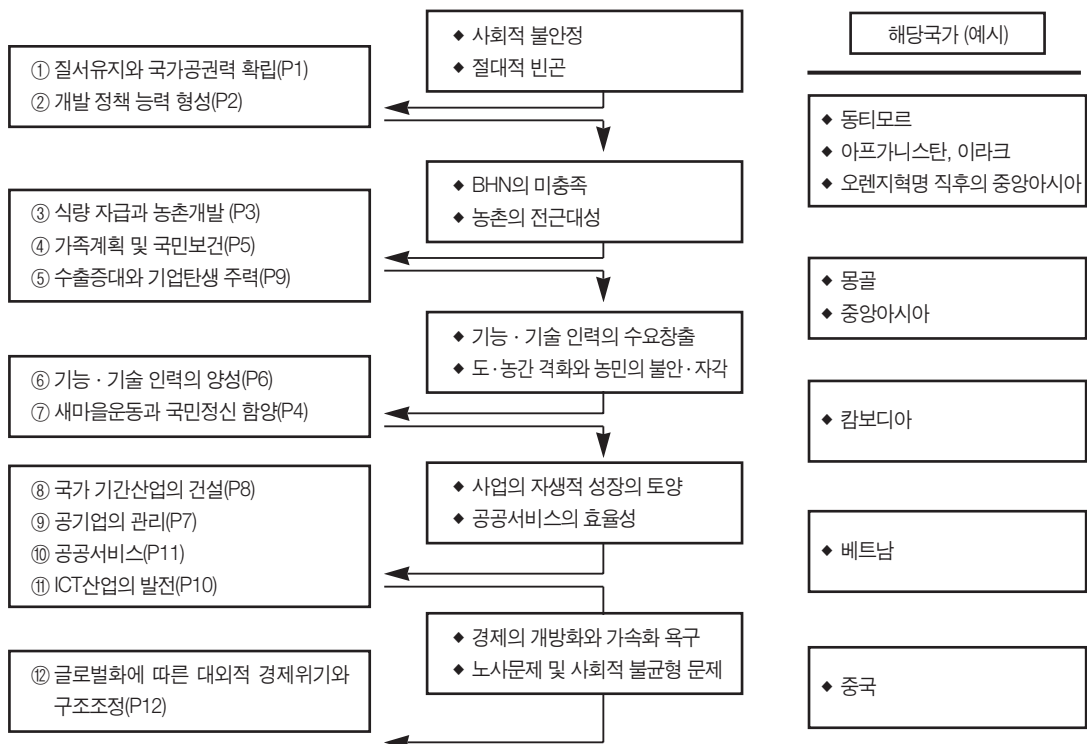 ◆ 사회적 불안정
◆ 절대적 빈곤
해당국가 (예시)
① 질서유지와 국가공권력 확립(P1)
② 개발 정책 능력 형성(P2)
◆ 동티모르
◆ 아프가니스탄, 이라크
◆ 오렌지혁명 직후의 중앙아시아
◆ BHN의 미충족
◆ 농촌의 전근대성
③ 식량 자급과 농촌개발 (P3)
④ 가족계획 및 국민보건(P5)
⑤ 수출증대와 기업탄생 주력(P9)
◆ 몽골
◆ 중앙아시아
◆ 기능 · 기술 인력의 수요창출
◆ 도·농간 격화와 농민의 불안·자각
⑥ 기능 · 기술 인력의 양성(P6)
⑦ 새마을운동과 국민정신 함양(P4)
◆ 캄보디아
◆ 사업의 자생적 성장의 토양
◆ 공공서비스의 효율성
⑧ 국가 기간산업의 건설(P8)
⑨ 공기업의 관리(P7)
⑩ 공공서비스(P11)
⑪ ICT산업의 발전(P10)
◆ 베트남
◆ 경제의 개방화와 가속화 욕구
◆ 노사문제 및 사회적 불균형 문제
⑫ 글로벌화에 따른 대외적 경제위기와
구조조정(P12)
◆ 중국